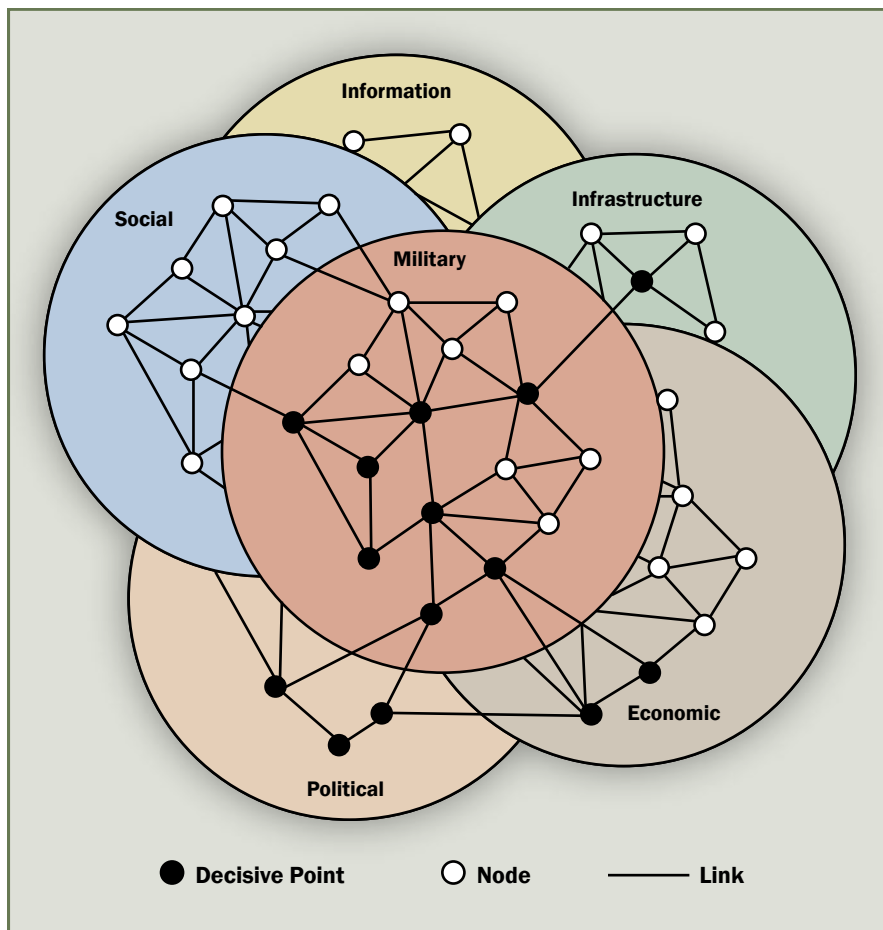 Information
Infrastructure
Social
Military
Economic
Political
Decisive Point
Node
Link